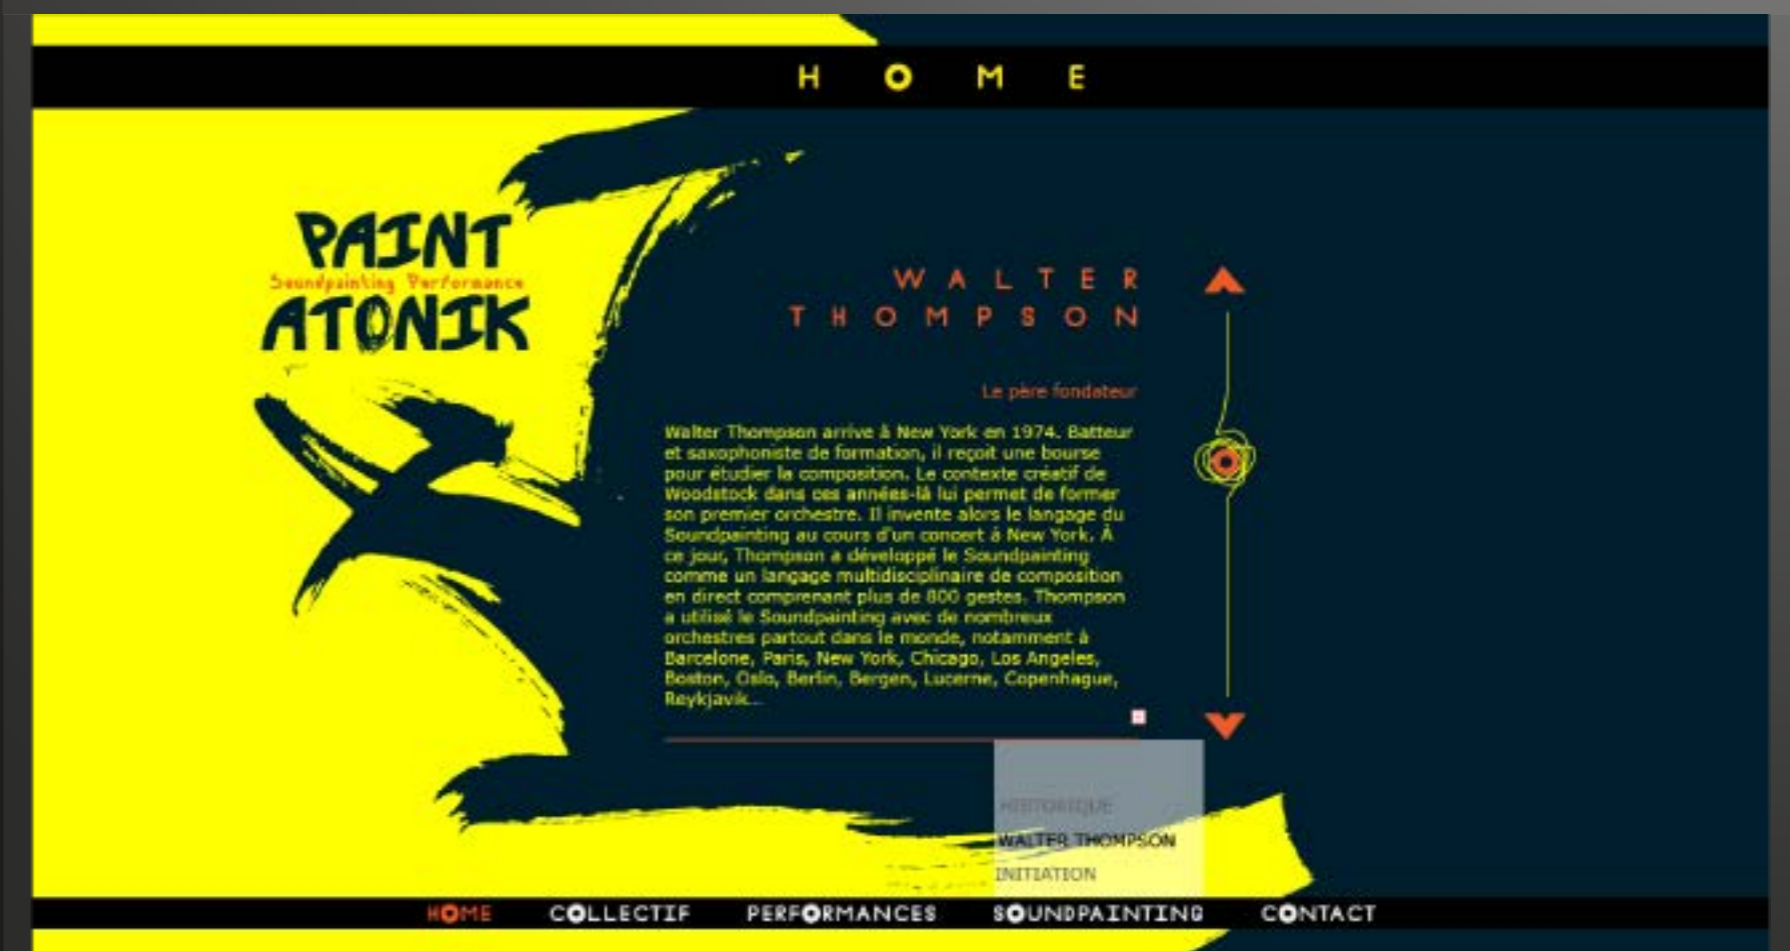 HOME
PAINT
Soundpainting Performance
ATONIK
WALTER
THOMPSON
Le père fondateur
Walter Thompson arrive à New York en 1974. Batteur
et saxophoniste de formation, il reçoit une bourse
pour étudier la composition. Le contexte créatif de
Woodstock dans ces années-là lui permet de former
son premier orchestre. Il invente alors le langage du
Soundpainting au cours d'un concert à New York. À
ce jour, Thompson a développé le Soundpainting
comme un langage multidisciplinaire de composition
en direct comprenant plus de 800 gestes. Thompson
a utilisé le Soundpainting avec de nombreux
orchestres partout dans le monde, notamment à
Barcelone, Paris, New York, Chicago, Los Angeles,
Boston, Oslo, Berlin, Bergen, Lucerne, Copenhague,
Reykjavik...
HISTORIQUE
WALTER THOMPSON
INITIATION
HOME COLLECTIF PERFORMANCES SOUNDPAINTING CONTACT